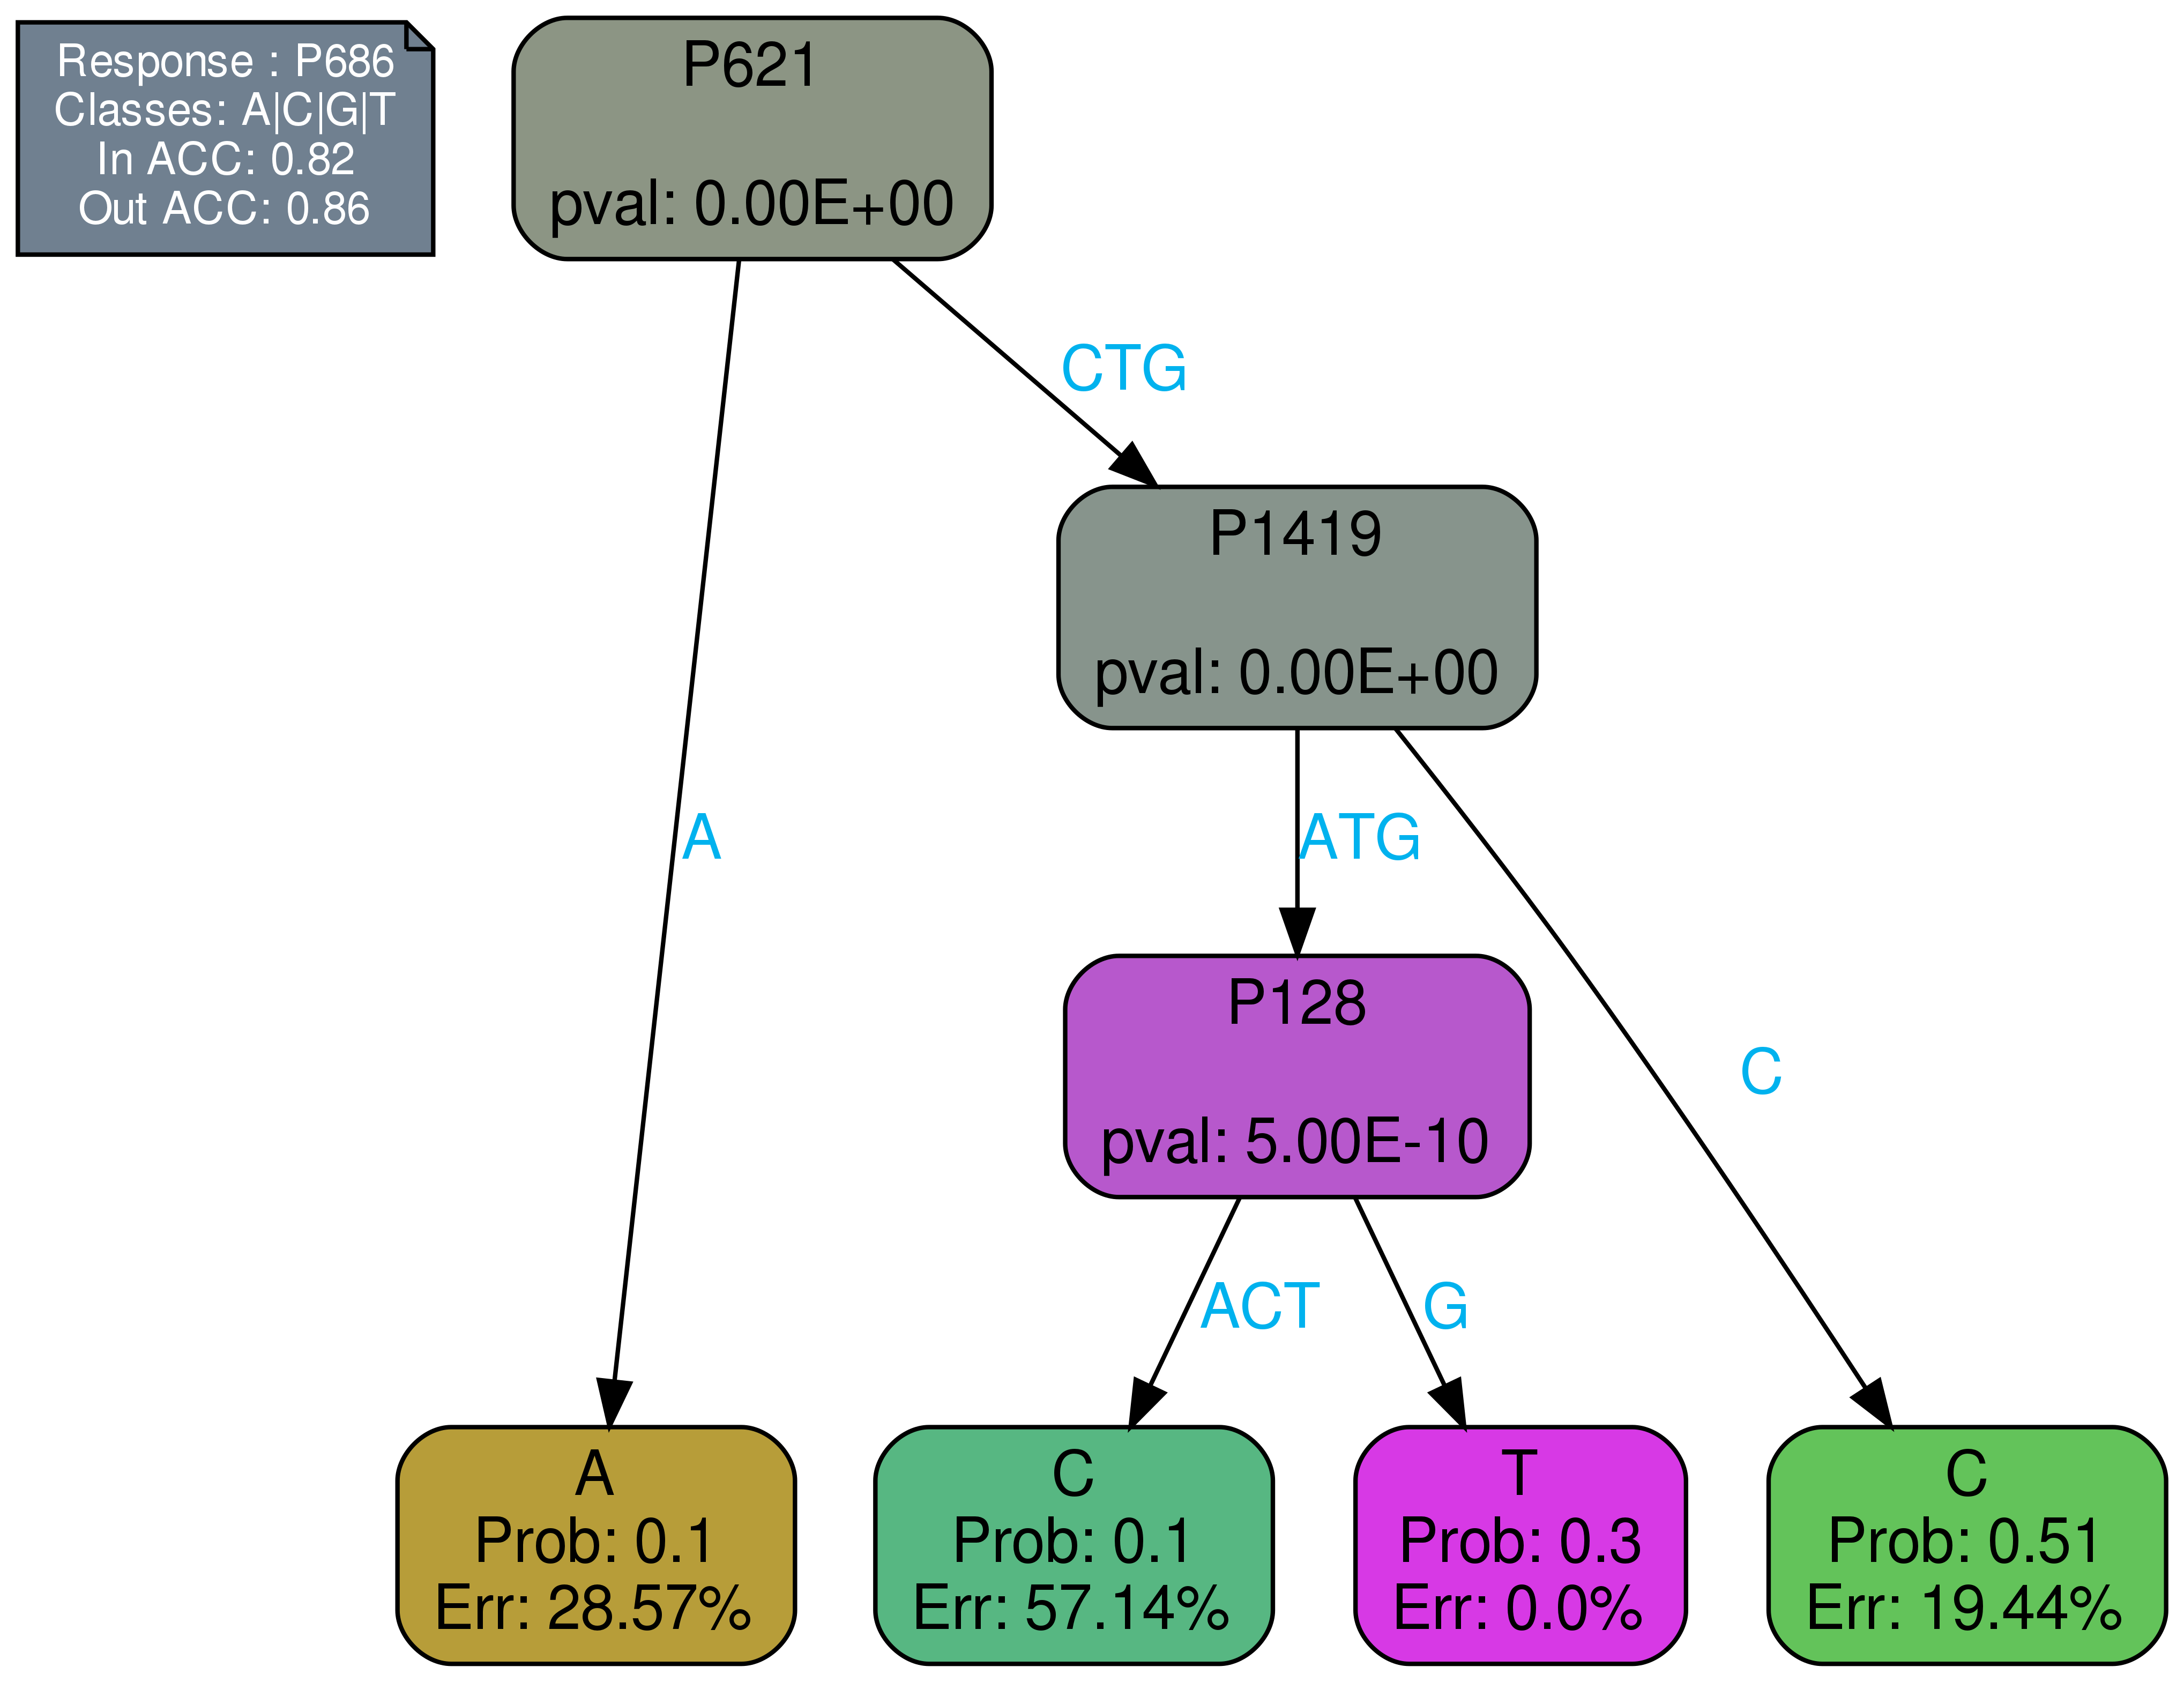 Response : P686
Classes: A|C|G|T
In ACC: 0.82
Out ACC: 0.86
P621
pval: 0.00E+00
CTG
P1419
pval: 0.00E+00
A
ATG
P128
pval: 5.00E-10
C
ACT
G
A
Prob: 0.1
Err: 28.57%
C
Prob: 0.1
Err: 57.14%
T
Prob: 0.3
Err: 0.0%
C
Prob: 0.51
Err: 19.44%